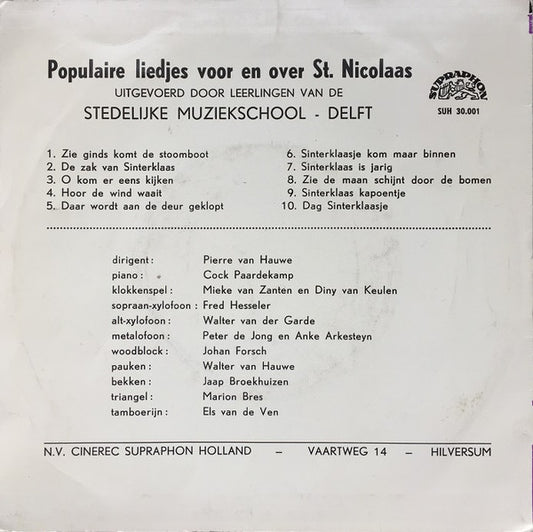 Populaire liedjes voor en over St. Nicolaas
UITGEVOERD DOOR LEERLINGEN VAN DE
STEDELIJKE MUZIEKSCHOOL - DELFT
SUPRAPHON
SUH 30.001
1. Zie ginds komt de stoomboot
2. De zak van Sinterklaas
3. O kom er eens kijken
4. Hoor de wind waait
5. Daar wordt aan de deur geklopt
6. Sinterklaasje kom maar binnen
7. Sinterklaas is jarig
8. Zie de maan schijnt door de bomen
9. Sinterklaas kapoentje
10. Dag Sinterklaasje
dirigent : Pierre van Hauwe
piano : Cock Paardekamp
klokkenspel : Mieke van Zanten en Diny van Keulen
sopraan-xylofoon : Fred Hesseler
alt-xylofoon : Walter van der Garde
metalofoon : Peter de Jong en Anke Arkesteyn
woodblock : Johan Forsch
pauken : Walter van Hauwe
bekken : Jaap Broekhuizen
triangel : Marion Bres
tamboerijn : Els van de Ven
N.V. CINEREC SUPRAPHON HOLLAND – VAARTWEG 14 – HILVERSUM